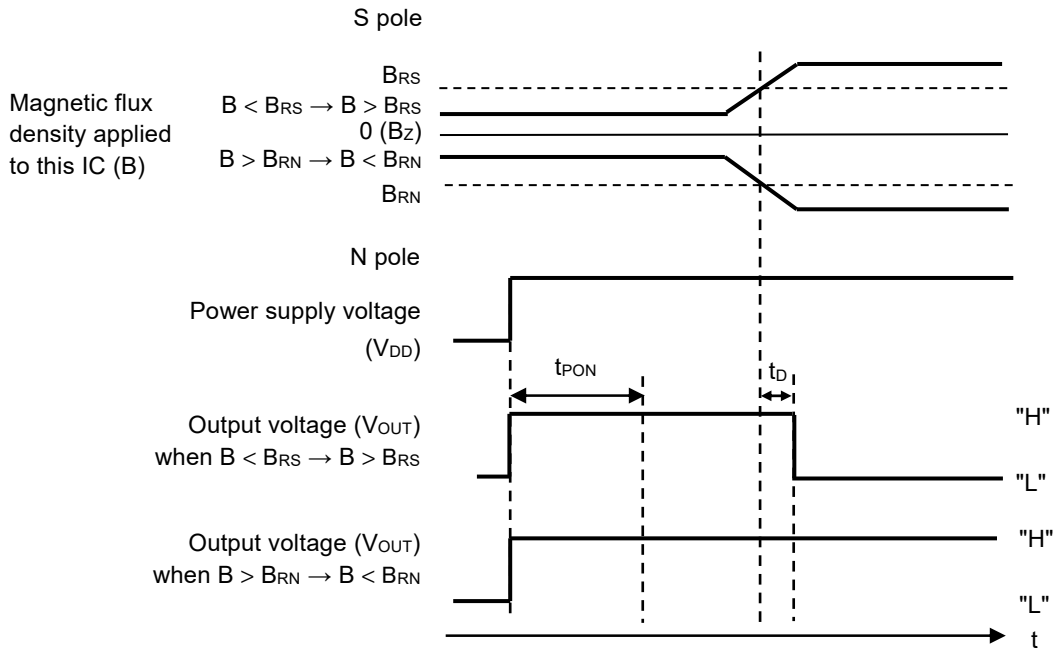 S pole
BRS
Magnetic flux
density applied
to this IC (B)
B < BRS → B > BRS
0 (BZ)
B > BRN → B < BRN
BRN
N pole
Power supply voltage
(VDD)
tPON
tD
Output voltage (VOUT)
when B < BRS → B > BRS
"H"
"L"
Output voltage (VOUT)
when B > BRN → B < BRN
"H"
"L"
t